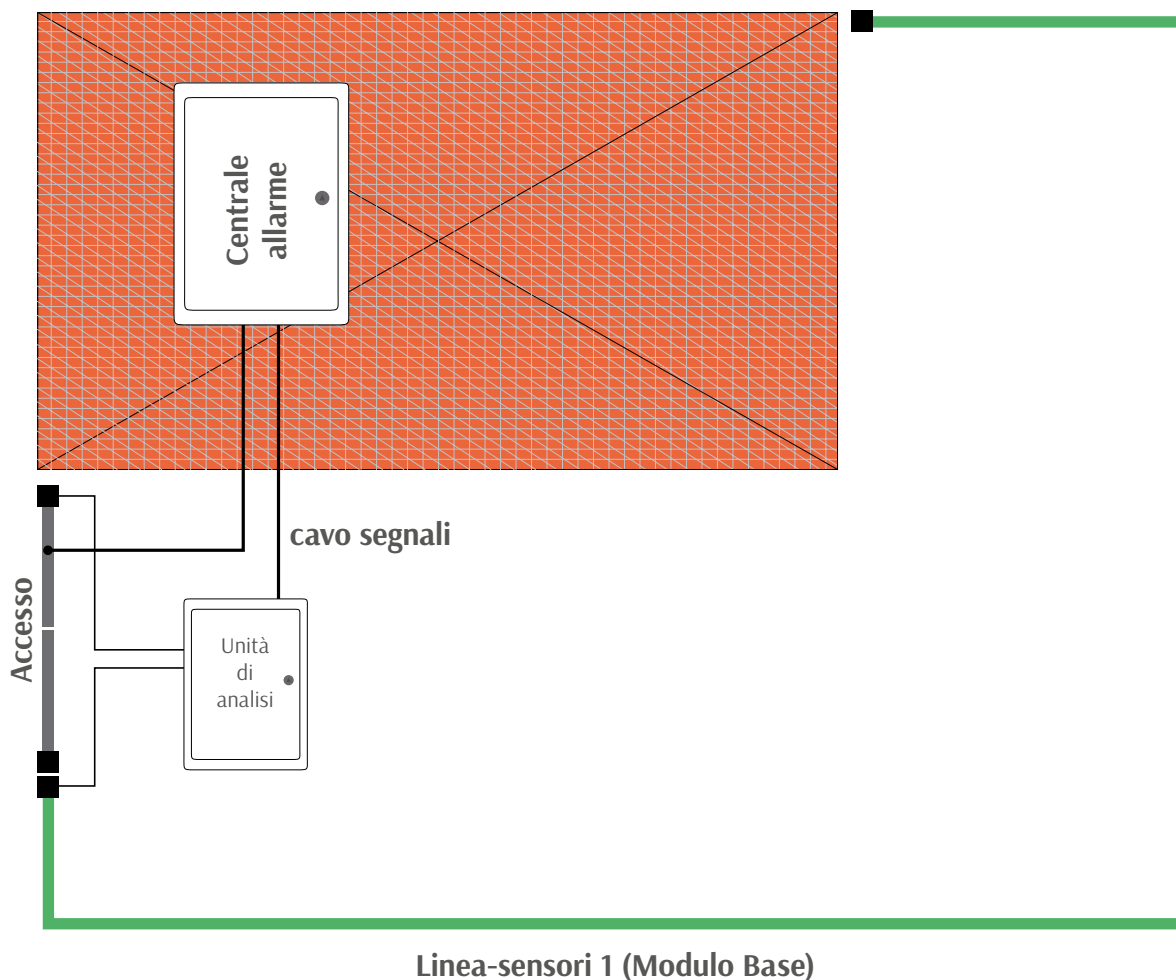 Centrale
allarme
cavo segnali
Accesso
Unità
di
analisi
Linea-sensori 1 (Modulo Base)